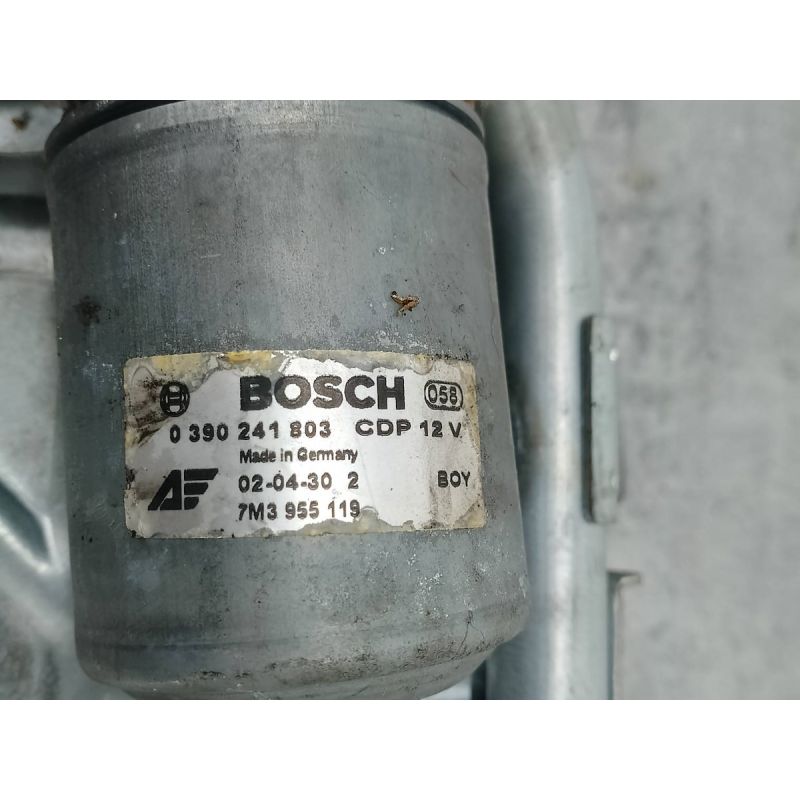 BOSCH 058
0 390 241 803 CDP 12 V
Made in Germany
AF 02-04-30 2 BOY
7M3 955 119